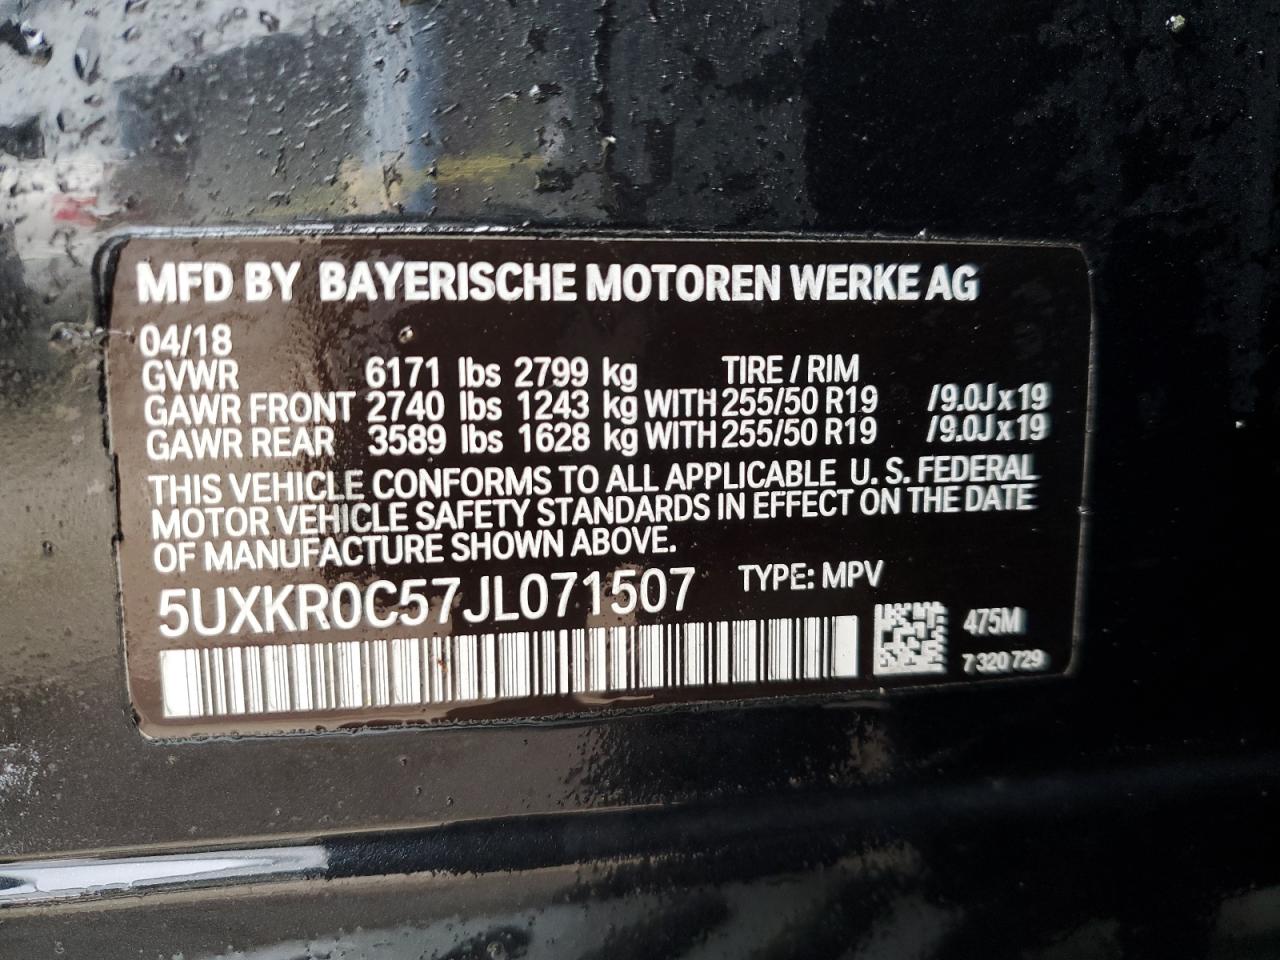 MFD BY BAYERISCHE MOTOREN WERKE AG
04/18
GVWR 6171 lbs 2799 kg TIRE / RIM
GAWR FRONT 2740 lbs 1243 kg WITH 255/50 R19 /9.0J x 19
GAWR REAR 3589 lbs 1628 kg WITH 255/50 R19 /9.0J x 19
THIS VEHICLE CONFORMS TO ALL APPLICABLE U. S. FEDERAL
MOTOR VEHICLE SAFETY STANDARDS IN EFFECT ON THE DATE
OF MANUFACTURE SHOWN ABOVE.
5UXKR0C57JL071507 TYPE: MPV
475M
7 320 729